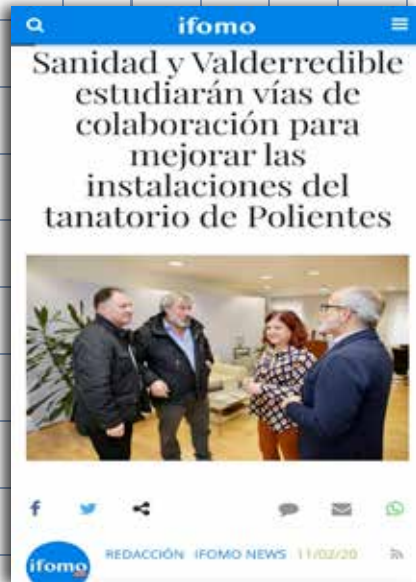 ifomo
Sanidad y Valderredible
estudiarán vías de
colaboración para
mejorar las
instalaciones del
tanatorio de Polientes
ifomo
REDACCIÓN IFOMO NEWS 11/02/20